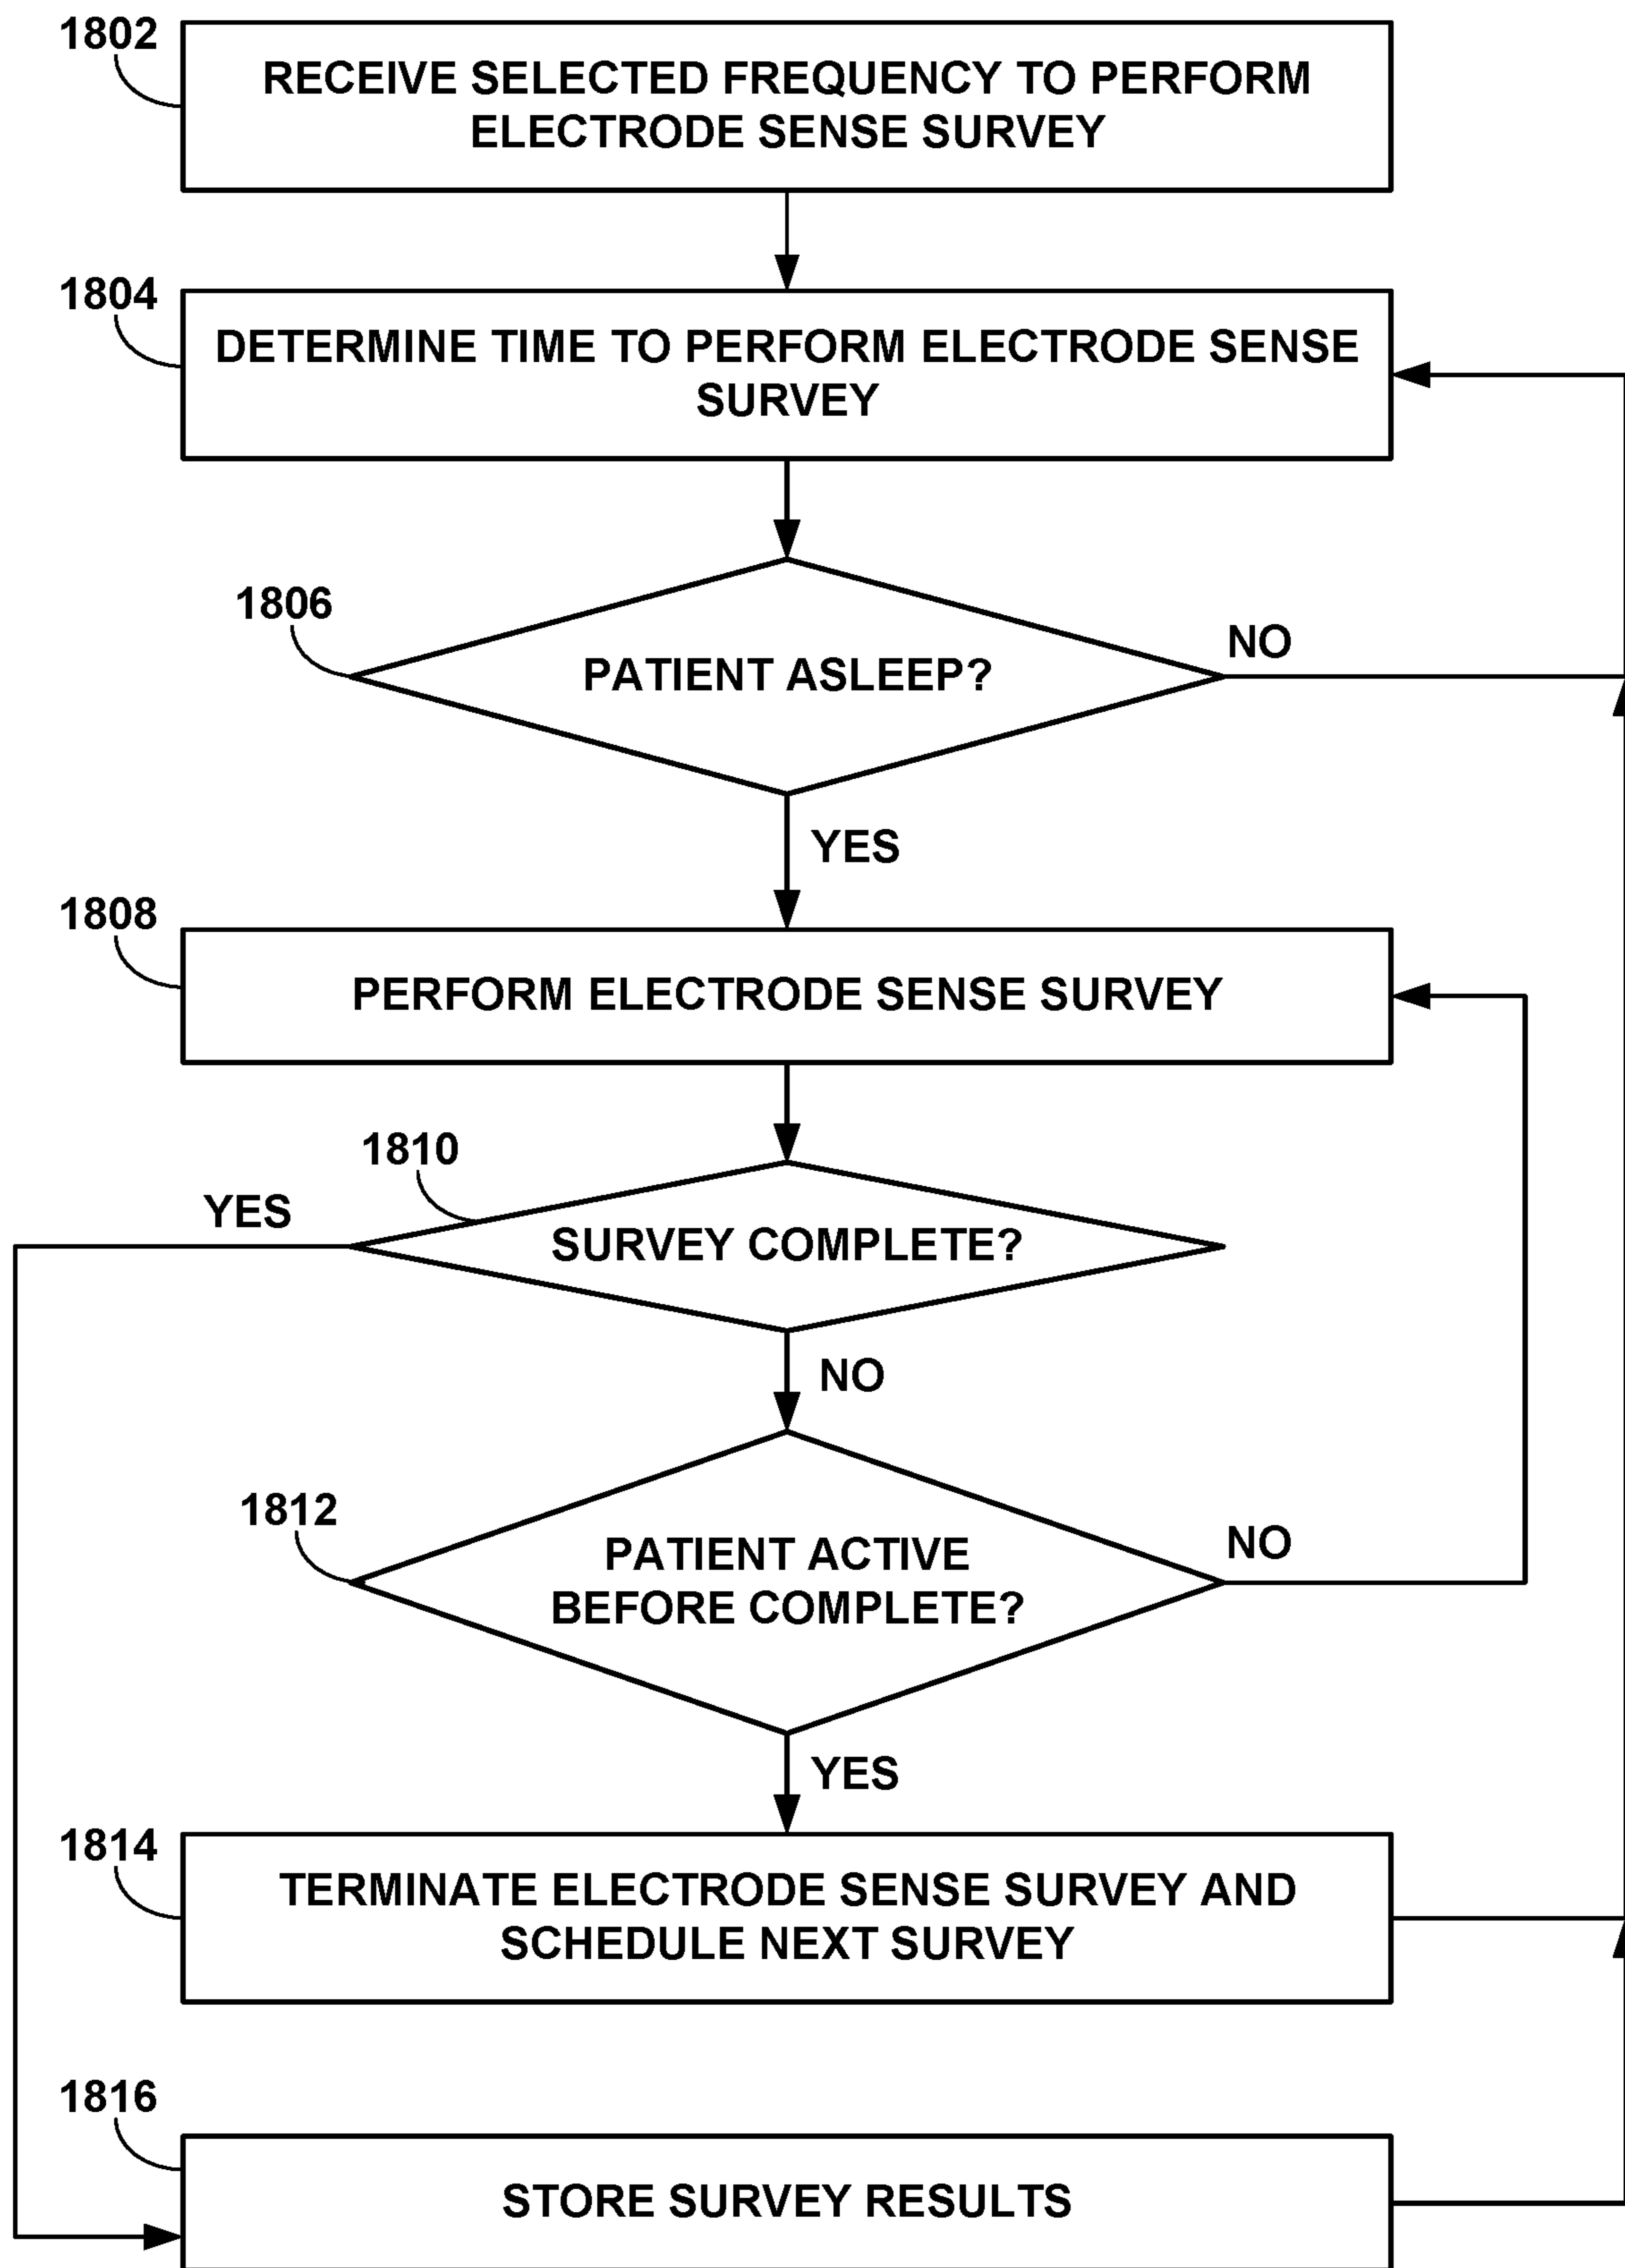 1802
RECEIVE SELECTED FREQUENCY TO PERFORM
ELECTRODE SENSE SURVEY
1804
DETERMINE TIME TO PERFORM ELECTRODE SENSE
SURVEY
1806
PATIENT ASLEEP?
NO
YES
1808
PERFORM ELECTRODE SENSE SURVEY
1810
YES
SURVEY COMPLETE?
NO
1812
PATIENT ACTIVE
BEFORE COMPLETE?
NO
YES
1814
TERMINATE ELECTRODE SENSE SURVEY AND
SCHEDULE NEXT SURVEY
1816
STORE SURVEY RESULTS